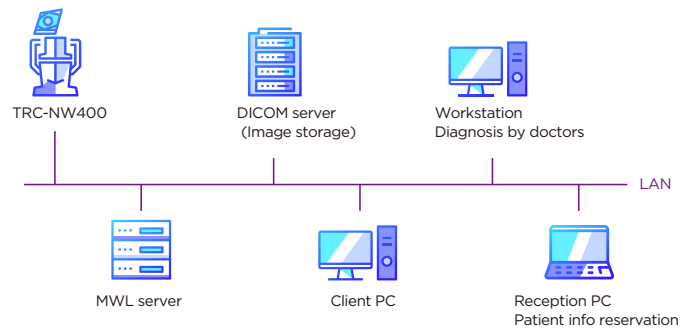 TRC-NW400
DICOM server
(Image storage)
Workstation
Diagnosis by doctors
LAN
MWL server
Client PC
Reception PC
Patient info reservation